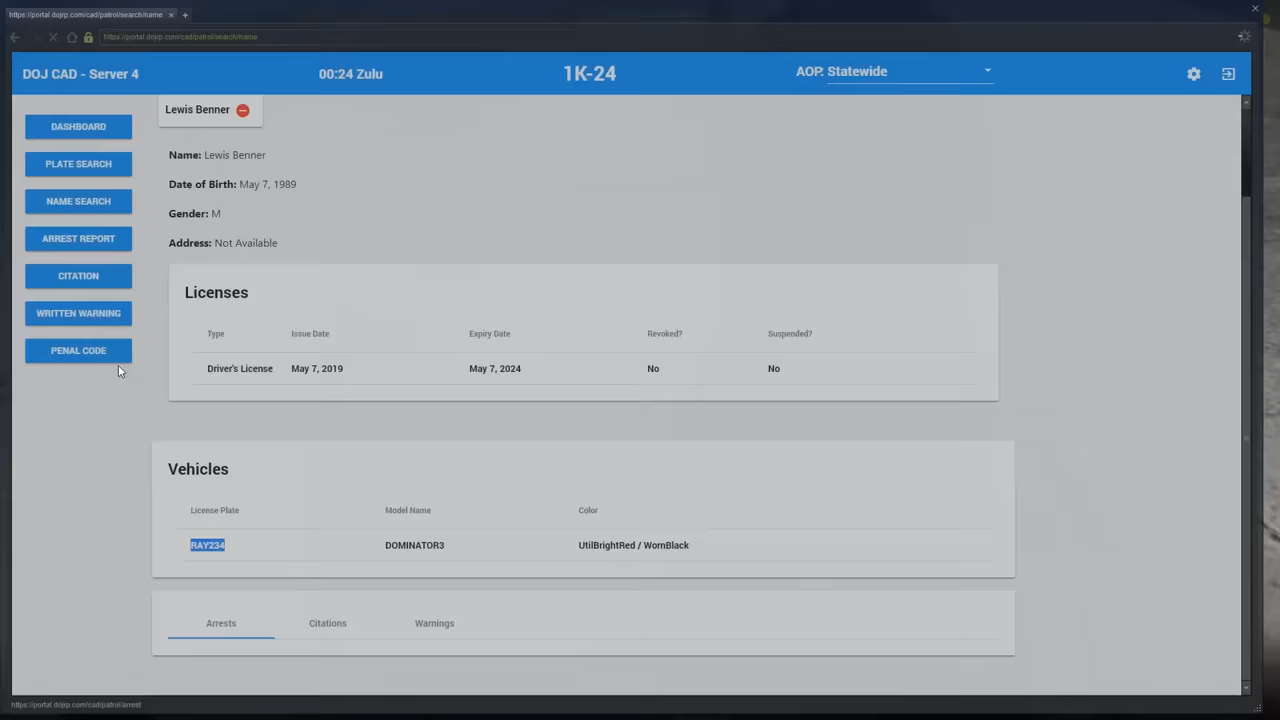 https://portal.dojrp.com/cad/patrol/search/name
https://portal.dojrp.com/cad/patrol/search/name
DOJ CAD - Server 4
00:24 Zulu
1K-24
AOP: Statewide
DASHBOARD
PLATE SEARCH
NAME SEARCH
ARREST REPORT
CITATION
WRITTEN WARNING
PENAL CODE
Lewis Benner
Name: Lewis Benner
Date of Birth: May 7, 1989
Gender: M
Address: Not Available
Licenses
Type Issue Date Expiry Date Revoked? Suspended?
Driver's License May 7, 2019 May 7, 2024 No No
Vehicles
License Plate Model Name Color
RAY234 DOMINATOR3 UtilBrightRed / WornBlack
Arrests Citations Warnings
https://portal.dojrp.com/cad/patrol/arrest